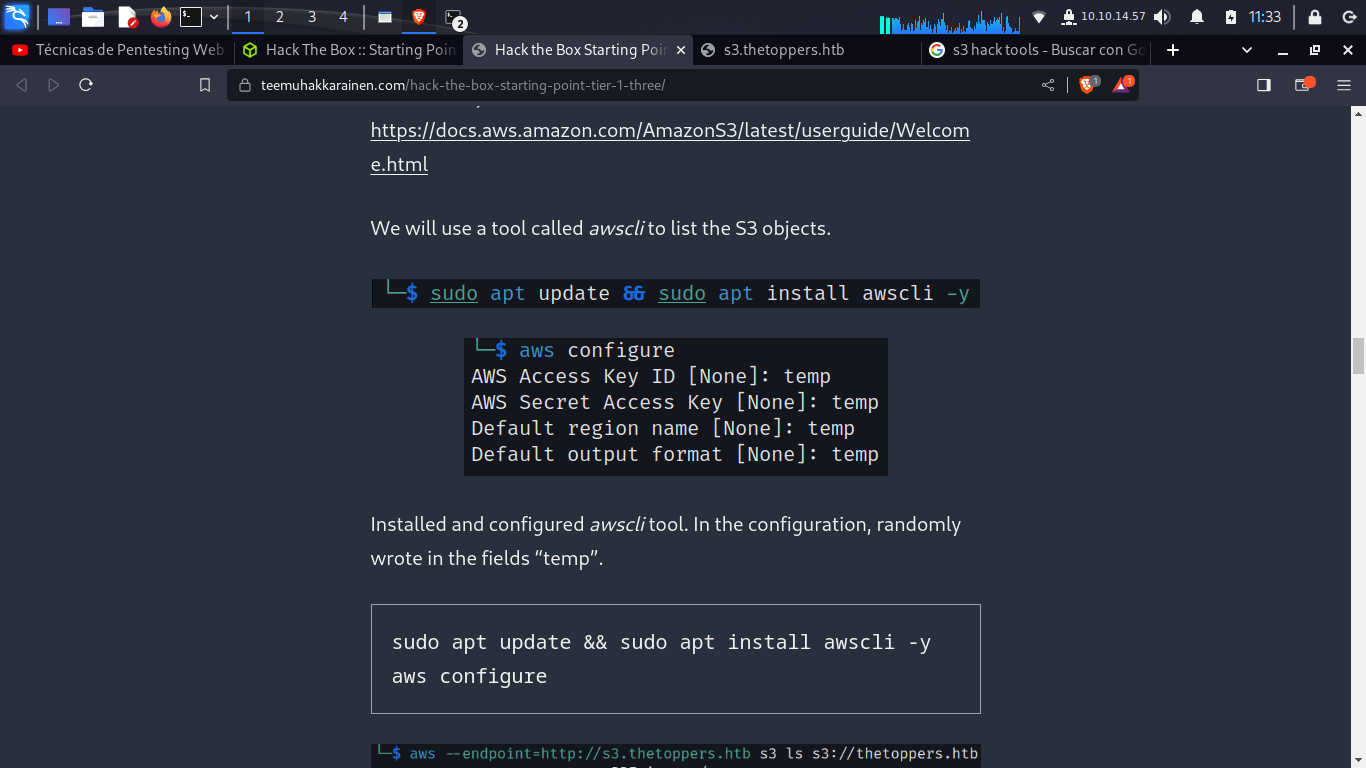 1 2 3 4 2 10.10.14.57 11:33
Técnicas de Pentesting Web
Hack The Box :: Starting Poin
Hack the Box Starting Poi
s3.thetoppers.htb
s3 hack tools - Buscar con Go
teemuhakkarainen.com/hack-the-box-starting-point-tier-1-three/ 1 1
https://docs.aws.amazon.com/AmazonS3/latest/userguide/Welcom
e.html
We will use a tool called awscli to list the S3 objects.
└─$ sudo apt update && sudo apt install awscli -y
└─$ aws configure
AWS Access Key ID [None]: temp
AWS Secret Access Key [None]: temp
Default region name [None]: temp
Default output format [None]: temp
Installed and configured awscli tool. In the configuration, randomly
wrote in the fields “temp”.
sudo apt update && sudo apt install awscli -y
aws configure
└─$ aws --endpoint=http://s3.thetoppers.htb s3 ls s3://thetoppers.htb